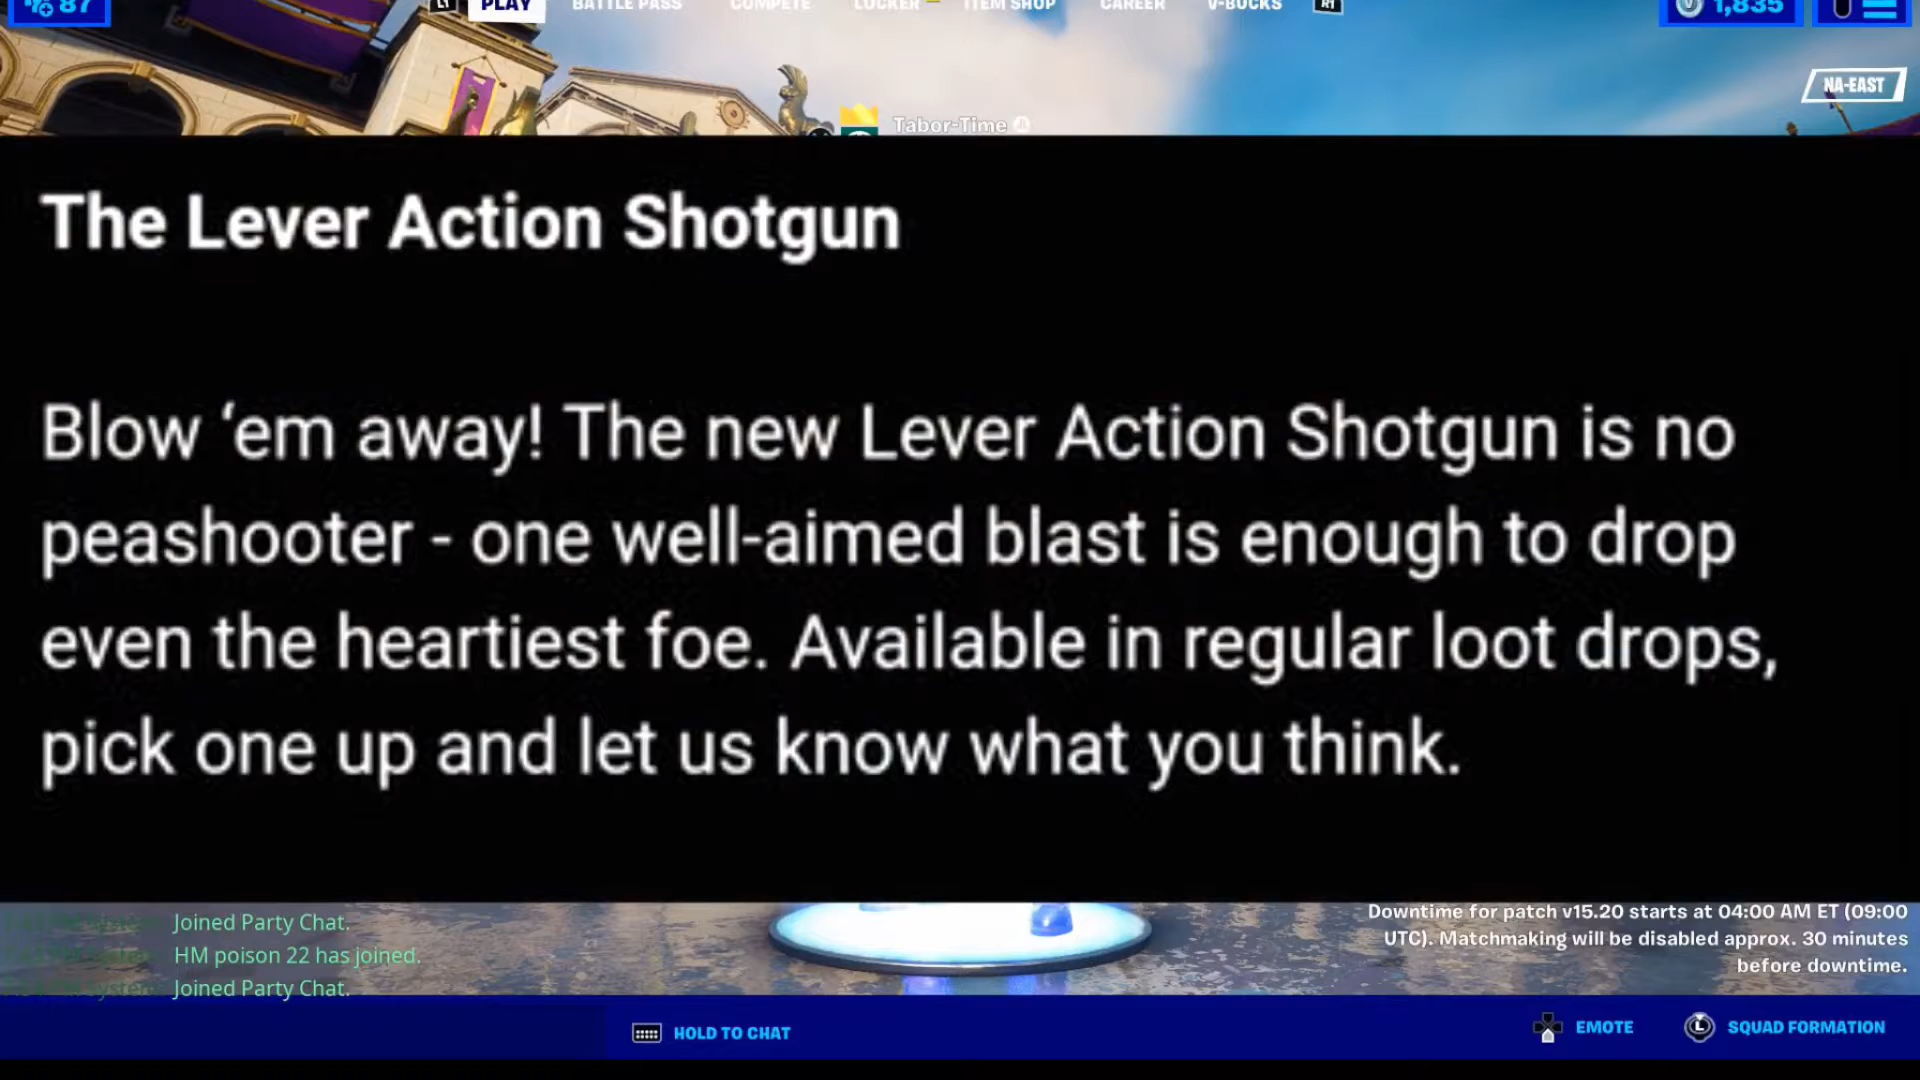 87
L1 PLAY BATTLE PASS COMPETE LOCKER ITEM SHOP CAREER V-BUCKS R1
1,835
NA-EAST
Tabor-Time
The Lever Action Shotgun
Blow ‘em away! The new Lever Action Shotgun is no
peashooter - one well-aimed blast is enough to drop
even the heartiest foe. Available in regular loot drops,
pick one up and let us know what you think.
Joined Party Chat.
HM poison 22 has joined.
Joined Party Chat.
Downtime for patch v15.20 starts at 04:00 AM ET (09:00
UTC). Matchmaking will be disabled approx. 30 minutes
before downtime.
HOLD TO CHAT
EMOTE
L SQUAD FORMATION